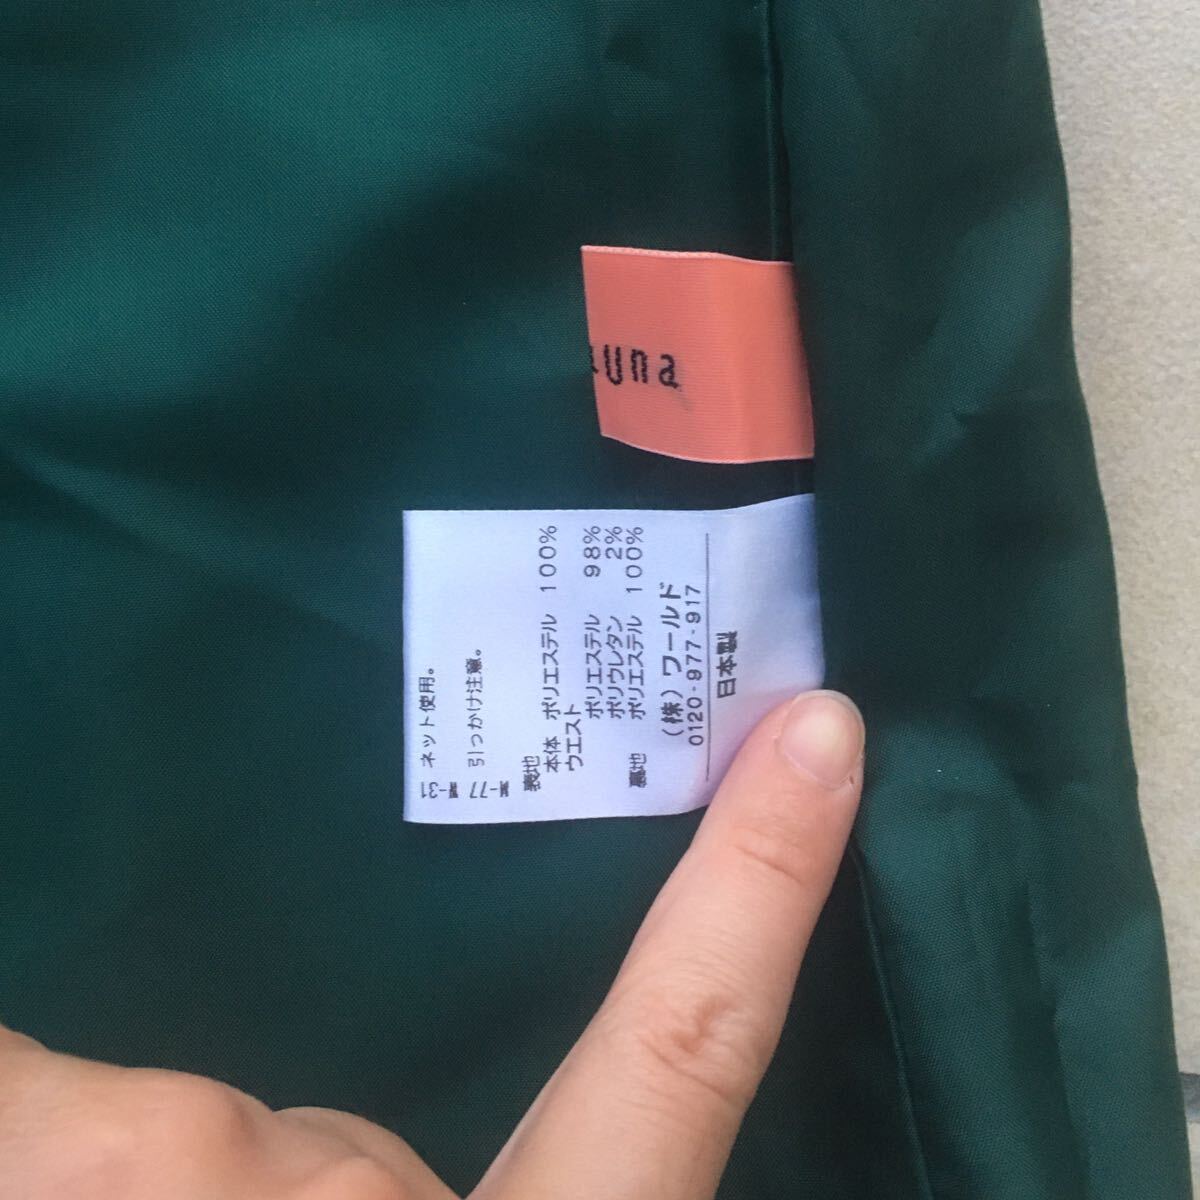 una
M-31 ネット使用。
M-77 引っかけ注意。
表地
本体 ポリエステル 100%
ウエスト
ポリエステル 98%
ポリウレタン 2%
裏地 ポリエステル 100%
(株)ワールド
0120-977-917
日本製